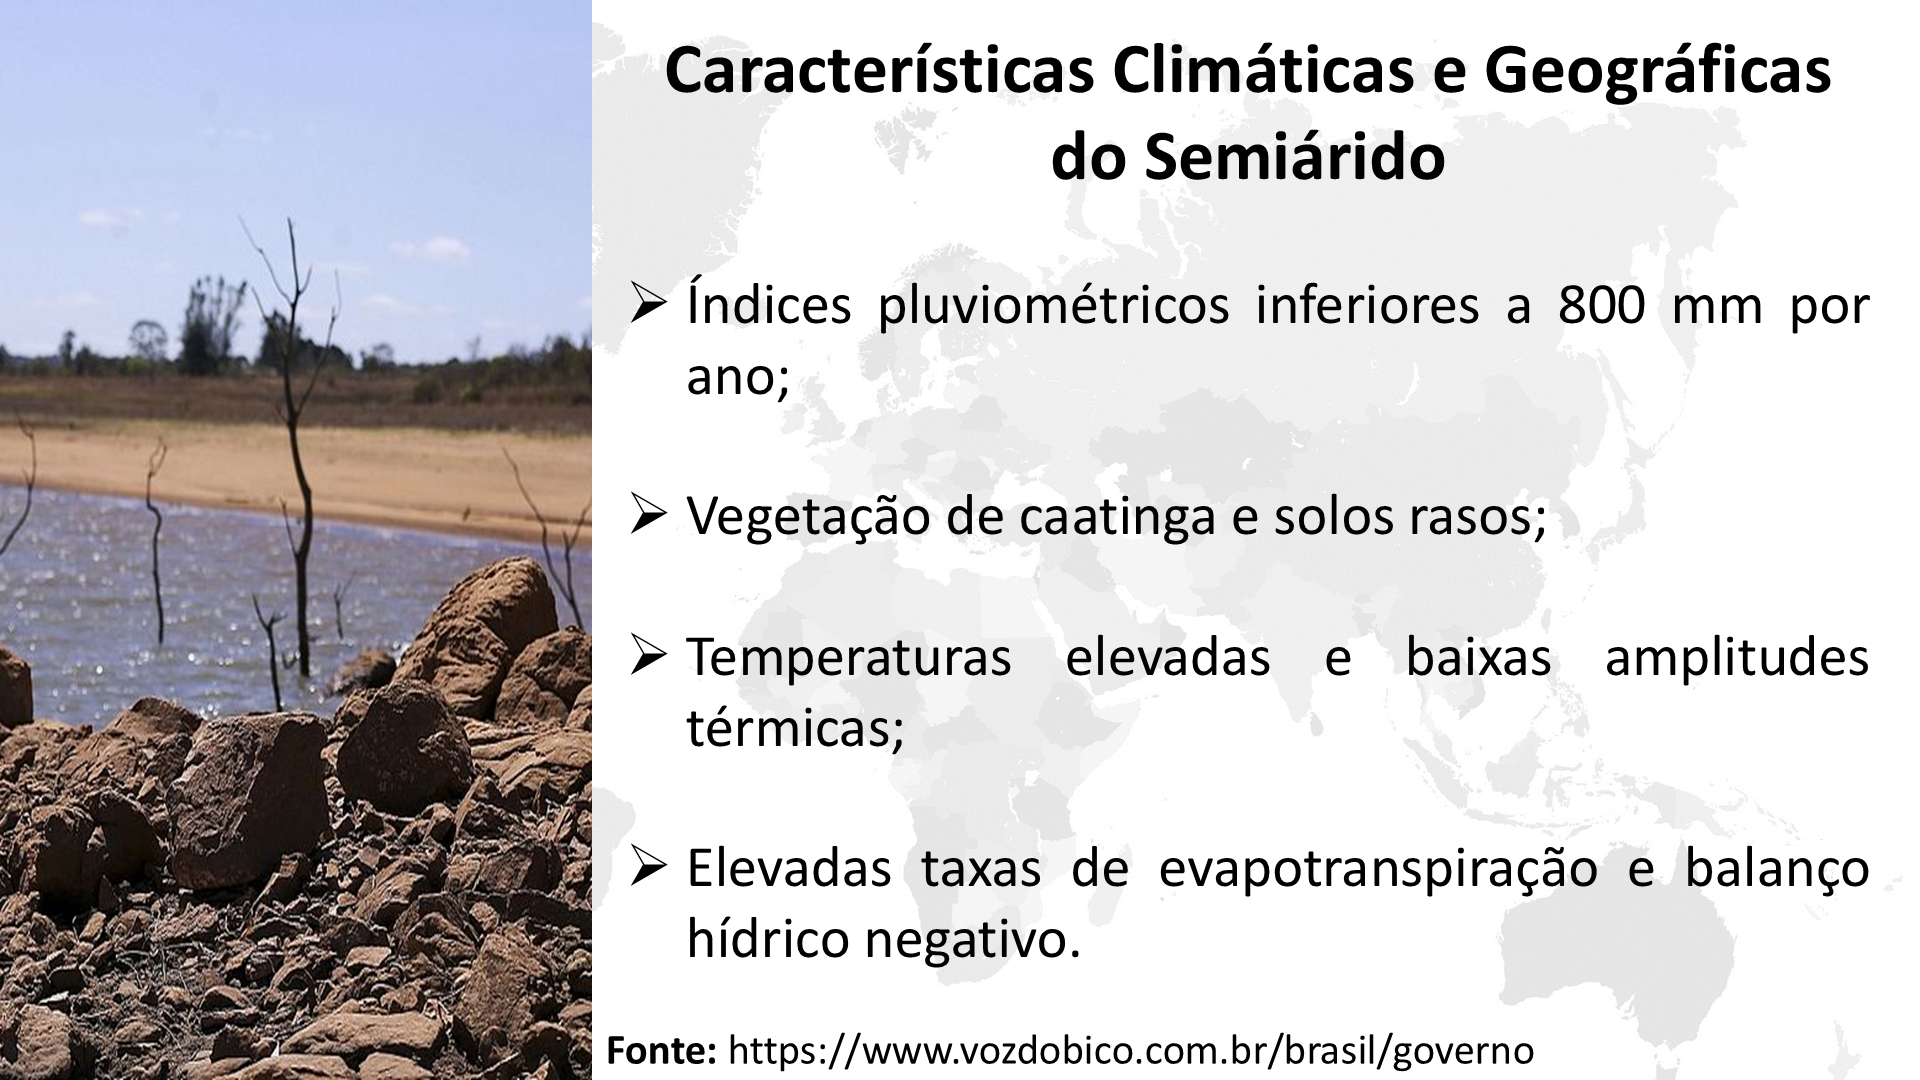 Características Climáticas e Geográficas
do Semiárido
➢ Índices pluviométricos inferiores a 800 mm por
ano;
➢ Vegetação de caatinga e solos rasos;
➢ Temperaturas elevadas e baixas amplitudes
térmicas;
➢ Elevadas taxas de evapotranspiração e balanço
hídrico negativo.
Fonte: https://www.vozdobico.com.br/brasil/governo